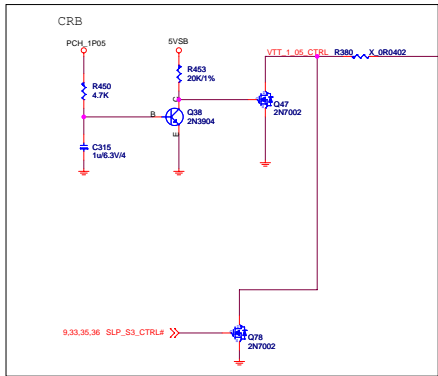 CRB
PCH_1P05
5VSB
VTT_1_05_CTRL
R380
X_0R0402
R453
20K/1%
R450
4.7K
C
Q47
2N7002
B
Q38
2N3904
E
C315
1u/6.3V/4
9,33,35,36 SLP_S3_CTRL#
Q78
2N7002